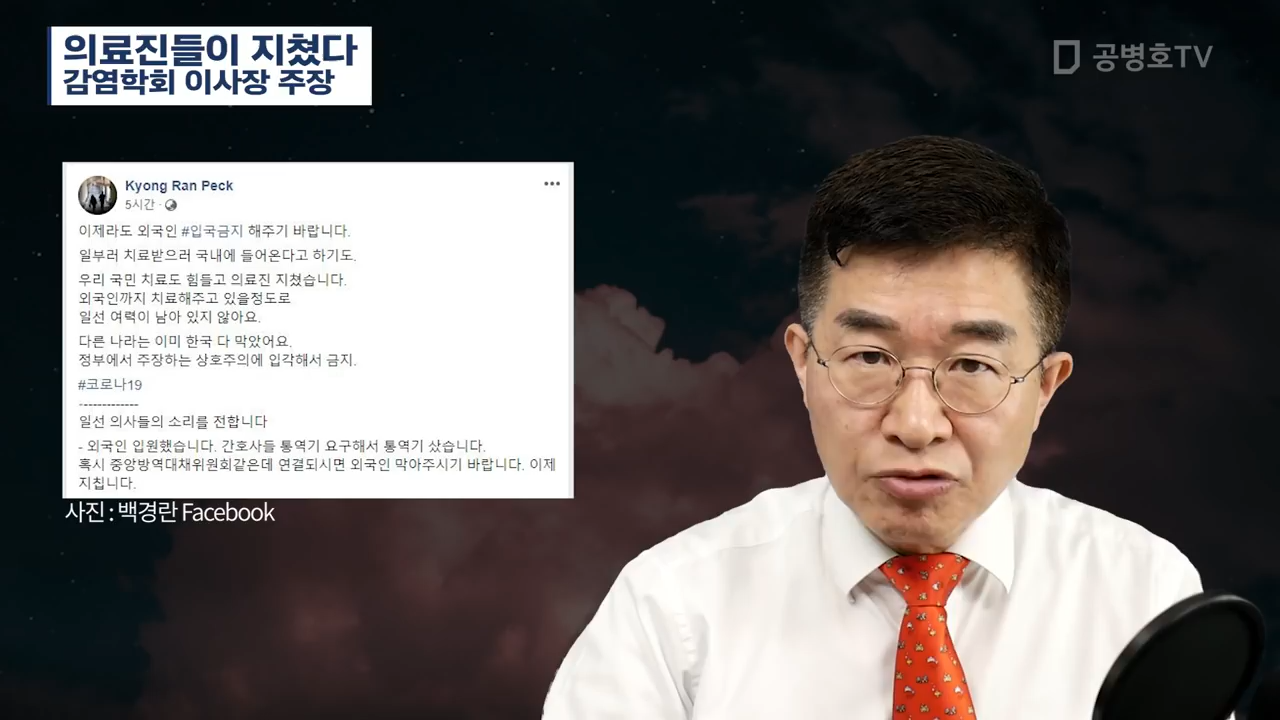 의료진들이 지쳤다
감염학회 이사장 주장
공병호TV
Kyong Ran Peck
5시간 ·
이제라도 외국인 #입국금지 해주기 바랍니다.
일부러 치료받으러 국내에 들어온다고 하기도.
우리 국민 치료도 힘들고 의료진 지쳤습니다.
외국인까지 치료해주고 있을정도로
일선 여력이 남아 있지 않아요.
다른 나라는 이미 한국 다 막았어요.
정부에서 주장하는 상호주의에 입각해서 금지.
#코로나19
-------------
일선 의사들의 소리를 전합니다
- 외국인 입원했습니다. 간호사들 통역기 요구해서 통역기 샀습니다.
혹시 중앙방역대채위원회같은데 연결되시면 외국인 막아주시기 바랍니다. 이제
지칩니다.
사진 : 백경란 Facebook